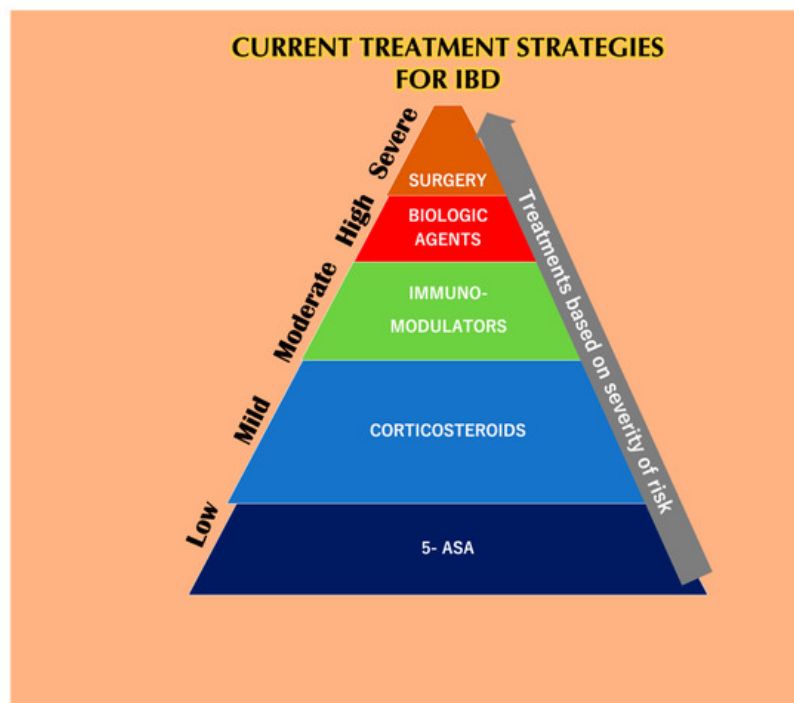 CURRENT TREATMENT STRATEGIES
FOR IBD
Severe
SURGERY
High
BIOLOGIC
AGENTS
Moderate
IMMUNO-
MODULATORS
Mild
CORTICOSTEROIDS
Low
5- ASA
Treatments based on severity of risk